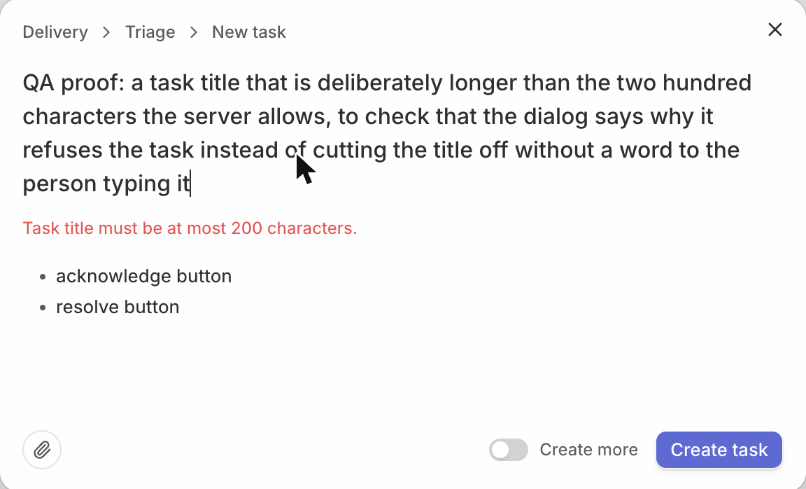 Delivery > Triage > New task
QA proof: a task title that is deliberately longer than the two hundred
characters the server allows, to check that the dialog says why it
refuses the task instead of cutting the title off without a word to the
person typing it
Task title must be at most 200 characters.
• acknowledge button
• resolve button
Create more
Create task